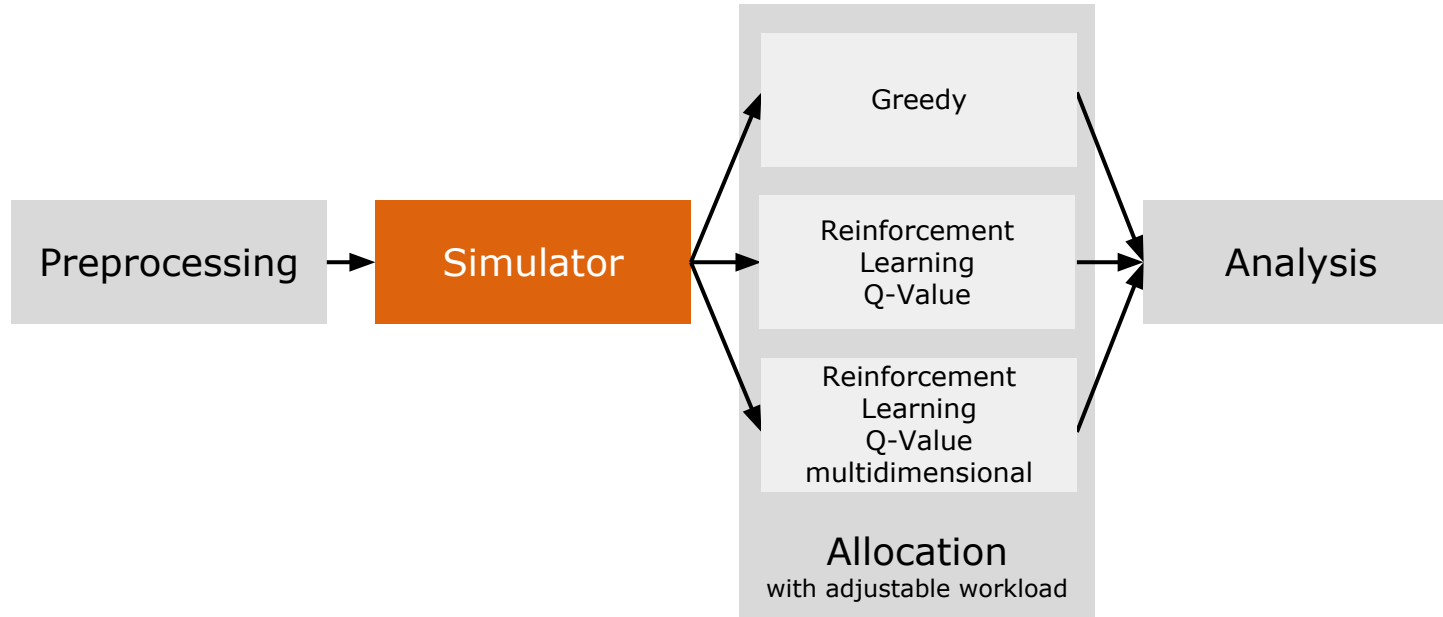 Preprocessing
Simulator
Greedy
Reinforcement
Learning
Q-Value
Reinforcement
Learning
Q-Value
multidimensional
Allocation
with adjustable workload
Analysis